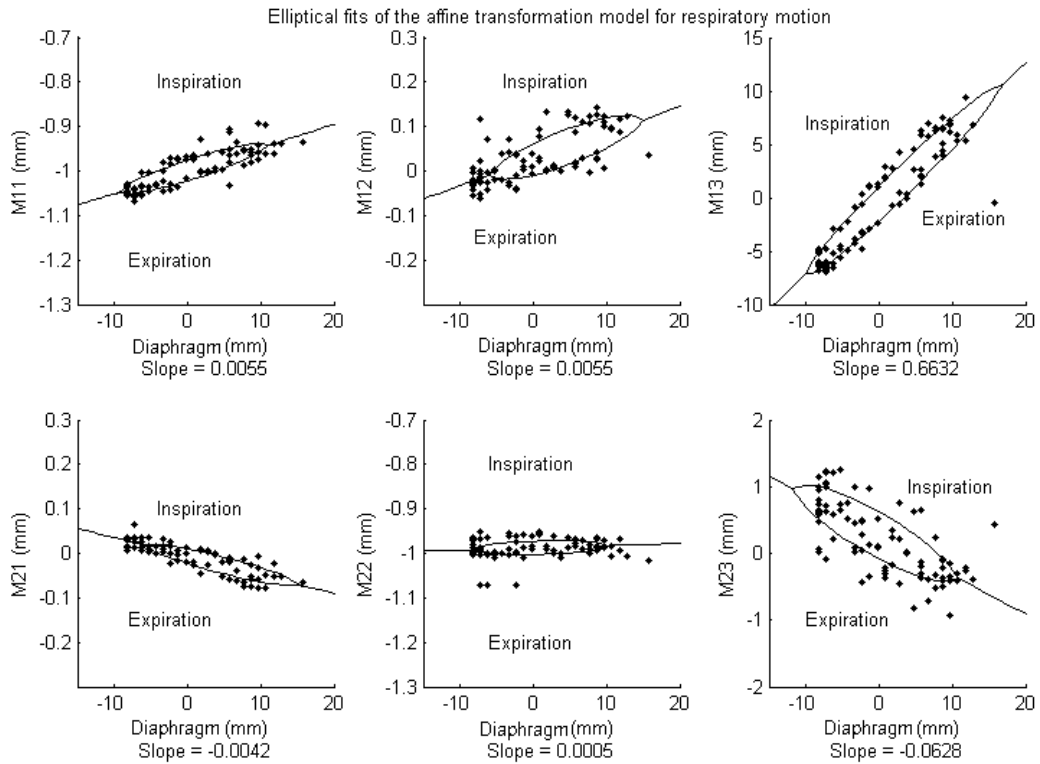 Elliptical fits of the affine transformation model for respiratory motion
-0.7
-0.8
-0.9
-1
-1.1
-1.2
-1.3
M11 (mm)
Inspiration
Expiration
-10 0 10 20
Diaphragm (mm)
Slope = 0.0055
0.3
0.2
0.1
0
-0.1
-0.2
M12 (mm)
Inspiration
Expiration
-10 0 10 20
Diaphragm (mm)
Slope = 0.0055
15
10
5
0
-5
-10
M13 (mm)
Inspiration
Expiration
-10 0 10 20
Diaphragm (mm)
Slope = 0.6632
0.3
0.2
0.1
0
-0.1
-0.2
M21 (mm)
Inspiration
Expiration
-10 0 10 20
Diaphragm (mm)
Slope = -0.0042
-0.7
-0.8
-0.9
-1
-1.1
-1.2
-1.3
M22 (mm)
Inspiration
Expiration
-10 0 10 20
Diaphragm (mm)
Slope = 0.0005
2
1
0
-1
-2
M23 (mm)
Inspiration
Expiration
-10 0 10 20
Diaphragm (mm)
Slope = -0.0628